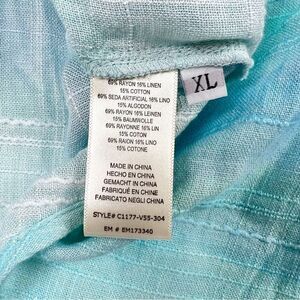 XL
69% RAYON 16% LINEN
15% COTTON
69% SEDA ARTIFICIAL 16% LINO
15% ALGODON
69% RAYON 16% LEINEN
15% BAUMWOLLE
69% RAYONNE 16% LIN
15% COTON
69% RAION 16% LINO
15% COTONE
MADE IN CHINA
HECHO EN CHINA
GEMACHT IN CHINA
FABRIQUÉ EN CHINE
FABRICATO NEGLI CHINA
STYLE# C1177-V55-304
EM # EM173340